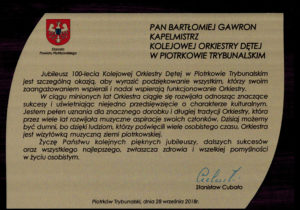 PAN BARTŁOMIEJ GAWRON
KAPELMISTRZ
KOLEJOWEJ ORKIESTRY DĘTEJ
W PIOTRKOWIE TRYBUNALSKIM
Starosta
Powiatu Piotrkowskiego
Jubileusz 100-lecia Kolejowej Orkiestry Dętej w Piotrkowie Trybunalskim
jest szczególną okazją, aby wyrazić podziękowanie wszystkim, którzy swoim
zaangażowaniem wspierali i nadal wspierają funkcjonowanie Orkiestry.
W ciągu minionych lat Orkiestra ciągle się rozwijała odnosząc znaczące
sukcesy i uświetniając niejedno przedsięwzięcie o charakterze kulturalnym.
Jestem pełen uznania dla znacznego dorobku i długiej tradycji Orkiestry, która
przez wiele lat rozwijała muzyczne aspiracje swoich członków. Dzisiaj możemy
być dumni, bo dzięki ludziom, którzy poświęcili wiele osobistego czasu, Orkiestra
jest wizytówką muzyczną ziemi piotrkowskiej.
Życzę Państwu kolejnych pięknych jubileuszy, dalszych sukcesów
oraz wszystkiego najlepszego, zwłaszcza zdrowia i wszelkiej pomyślności
w życiu osobistym.
Stanisław Cubała
Piotrków Trybunalski, dnia 28 września 2018r.